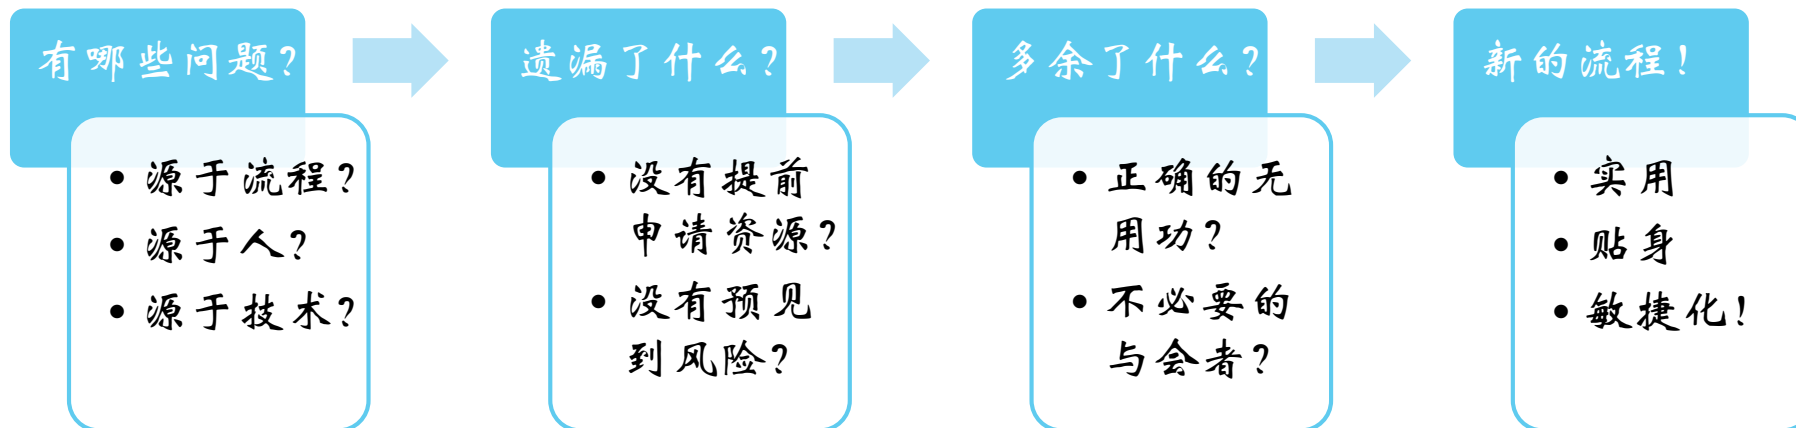 有哪些问题?
• 源于流程?
• 源于人?
• 源于技术?
遗漏了什么?
• 没有提前
申请资源?
• 没有预见
到风险?
多余了什么?
• 正确的无
用功?
• 不必要的
与会者?
新的流程!
• 实用
• 贴身
• 敏捷化!